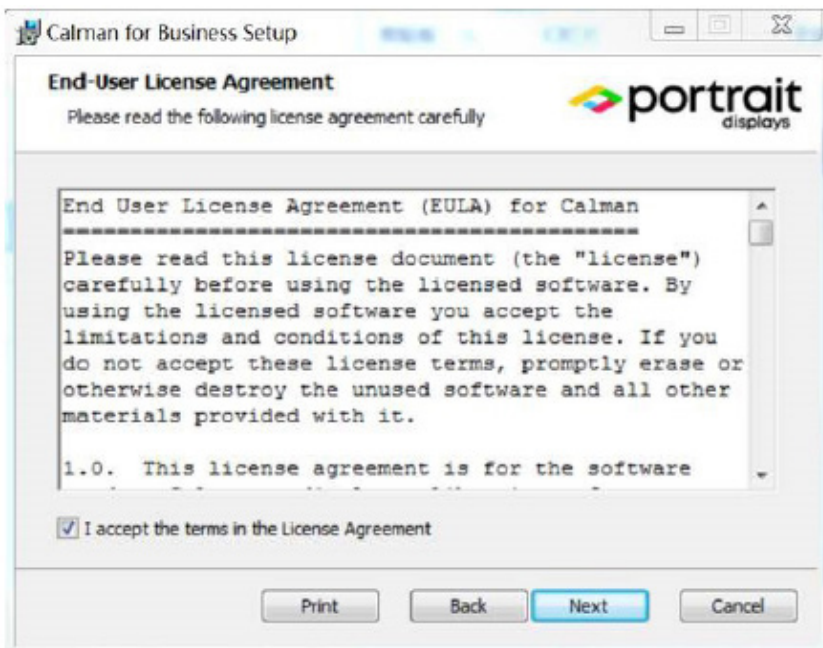 Calman for Business Setup
End-User License Agreement
Please read the following license agreement carefully
portrait
displays
End User License Agreement (EULA) for Calman
===========================================
Please read this license document (the "license")
carefully before using the licensed software. By
using the licensed software you accept the
limitations and conditions of this license. If you
do not accept these license terms, promptly erase or
otherwise destroy the unused software and all other
materials provided with it.
1.0.  This license agreement is for the software
I accept the terms in the License Agreement
Print
Back
Next
Cancel